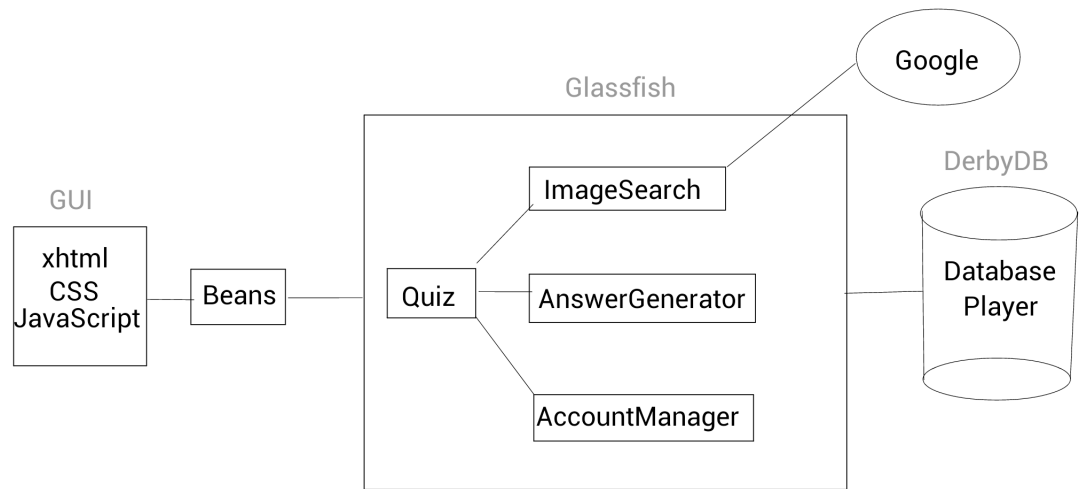 Google
Glassfish
DerbyDB
ImageSearch
GUI
xhtml
CSS
JavaScript
Beans
Quiz
AnswerGenerator
Database
Player
AccountManager